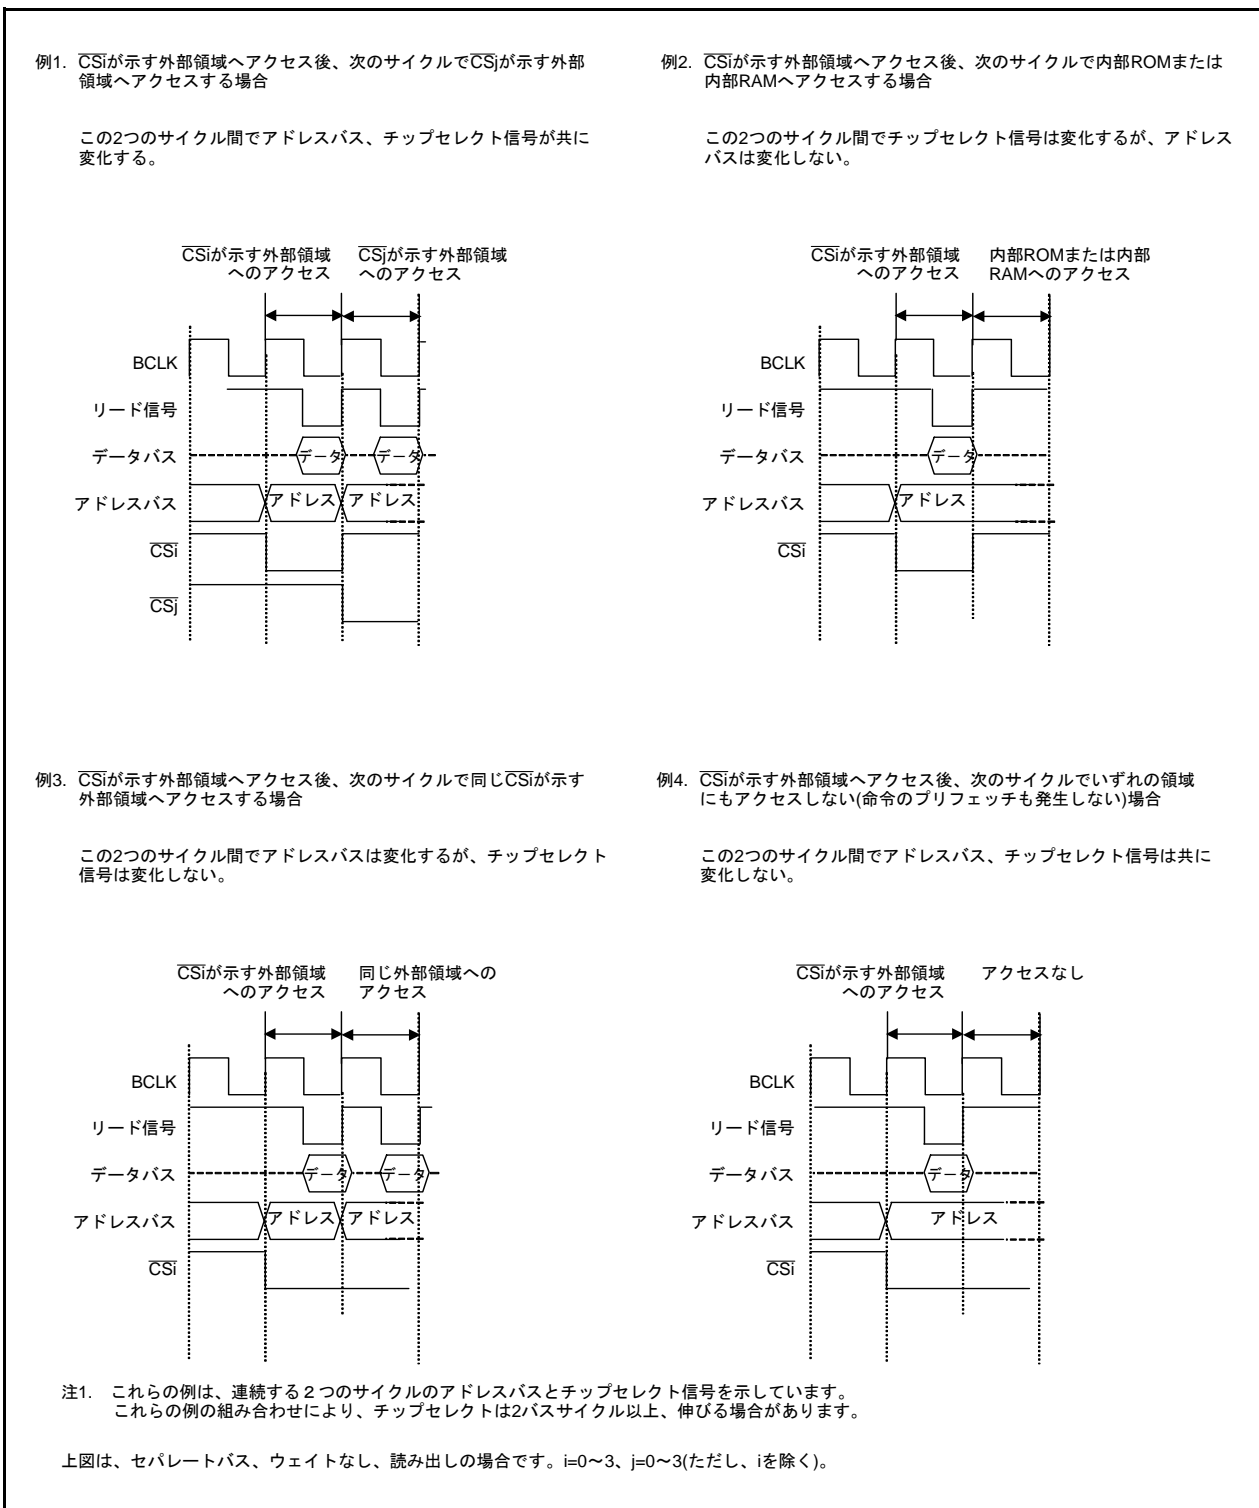 例1. CSiが示す外部領域へアクセス後、次のサイクルでCSjが示す外部
領域へアクセスする場合
この2つのサイクル間でアドレスバス、チップセレクト信号が共に
変化する。
CSiが示す外部領域
へのアクセス
CSjが示す外部領域
へのアクセス
BCLK
リード信号
データバス
データ
データ
アドレスバス
アドレス
アドレス
CSi
CSj
例2. CSiが示す外部領域へアクセス後、次のサイクルで内部ROMまたは
内部RAMへアクセスする場合
この2つのサイクル間でチップセレクト信号は変化するが、アドレス
バスは変化しない。
CSiが示す外部領域
へのアクセス
内部ROMまたは内部
RAMへのアクセス
BCLK
リード信号
データバス
データ
アドレスバス
アドレス
CSi
例3. CSiが示す外部領域へアクセス後、次のサイクルで同じCSiが示す
外部領域へアクセスする場合
この2つのサイクル間でアドレスバスは変化するが、チップセレクト
信号は変化しない。
CSiが示す外部領域
へのアクセス
同じ外部領域への
アクセス
BCLK
リード信号
データバス
データ
データ
アドレスバス
アドレス
アドレス
CSi
例4. CSiが示す外部領域へアクセス後、次のサイクルでいずれの領域
にもアクセスしない(命令のプリフェッチも発生しない)場合
この2つのサイクル間でアドレスバス、チップセレクト信号は共に
変化しない。
CSiが示す外部領域
へのアクセス
アクセスなし
BCLK
リード信号
データバス
データ
アドレスバス
アドレス
CSi
注1. これらの例は、連続する２つのサイクルのアドレスバスとチップセレクト信号を示しています。
これらの例の組み合わせにより、チップセレクトは2バスサイクル以上、伸びる場合があります。
上図は、セパレートバス、ウェイトなし、読み出しの場合です。i=0～3、j=0～3(ただし、iを除く)。